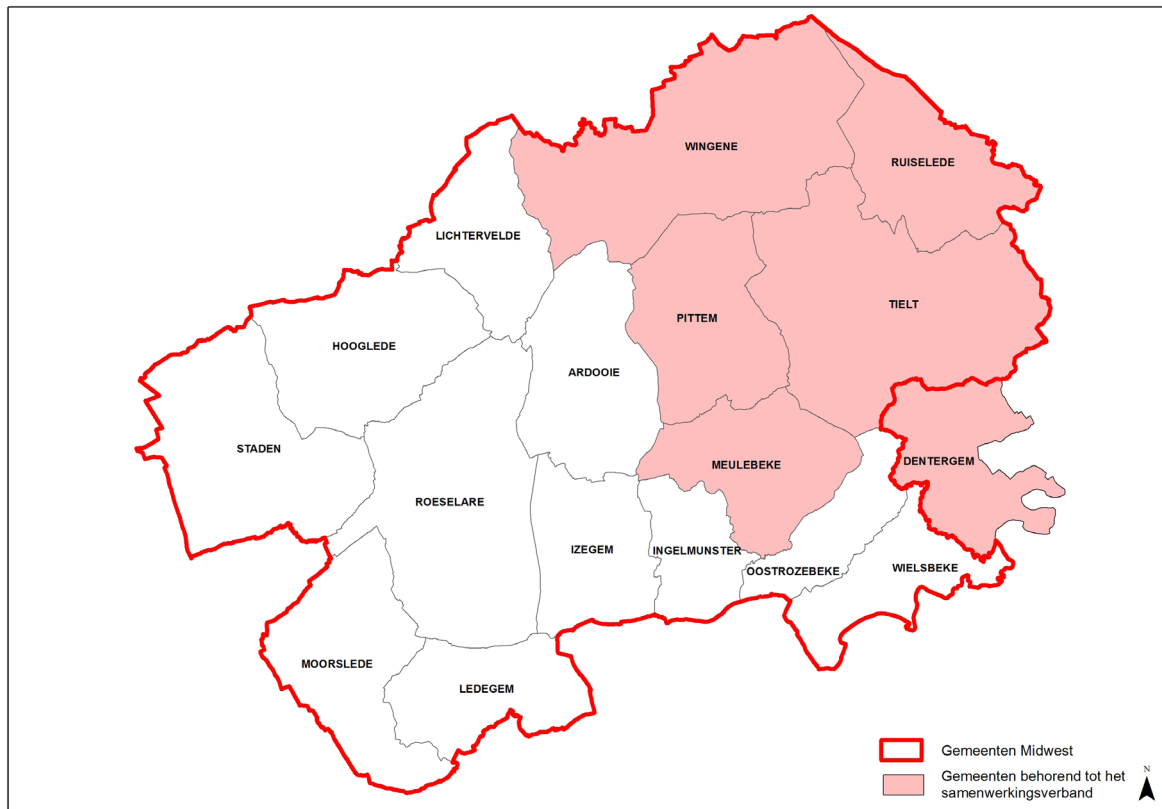 WINGENE
RUISELEDE
LICHTERVELDE
TIELT
PITTEM
HOOGLEDE
ARDOOIE
STADEN
DENTERGEM
MEULEBEKE
ROESELARE
IZEGEM
INGELMUNSTER
OOSTROZEBEKE
WIELSBEKE
MOORSLEDE
LEDEGEM
Gemeenten Midwest
Gemeenten behorend tot het
samenwerkingsverband
N